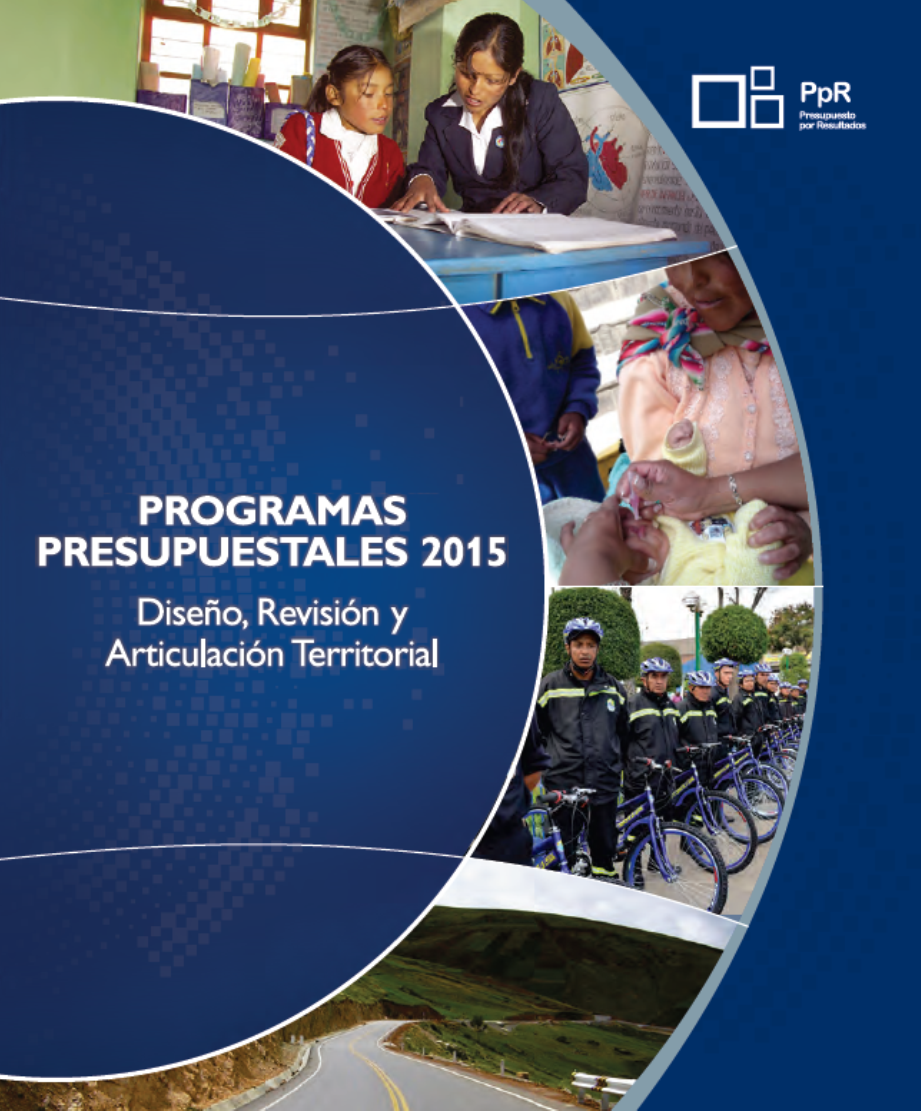 PpR
Presupuesto
por Resultados
PROGRAMAS
PRESUPUESTALES 2015
Diseño, Revisión y
Articulación Territorial